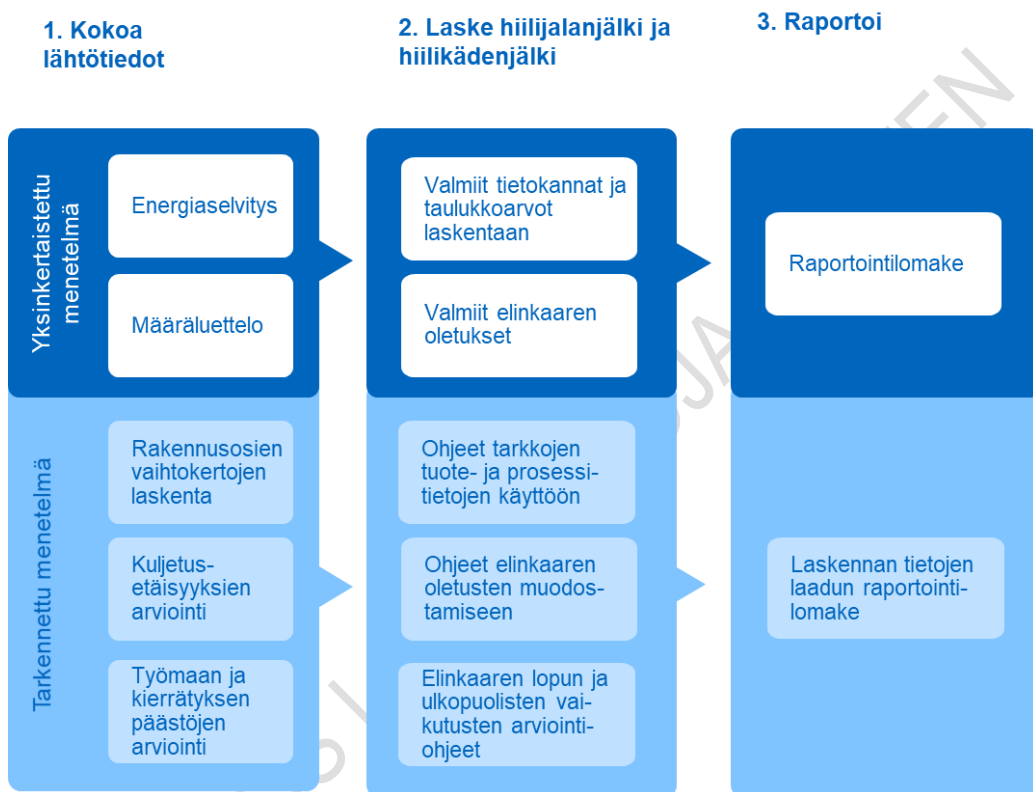 1. Kokoa
lähtötiedot
2. Laske hiilijalanjälki ja
hiilikädenjälki
3. Raportoi
Yksinkertaistettu
menetelmä
Energiaselvitys
Määräluettelo
Valmiit tietokannat ja
taulukkoarvot
laskentaan
Valmiit elinkaaren
oletukset
Raportointilomake
Tarkennettu menetelmä
Rakennusosien
vaihtokertojen
laskenta
Kuljetus-
etäisyyksien
arviointi
Työmaan ja
kierrätyksen
päästöjen
arviointi
Ohjeet tarkkojen
tuote- ja prosessi-
tietojen käyttöön
Ohjeet elinkaaren
oletusten muodos-
tamiseen
Elinkaaren lopun ja
ulkopuolisten vai-
kutusten arviointi-
ohjeet
Laskennan tietojen
laadun raportointi-
lomake